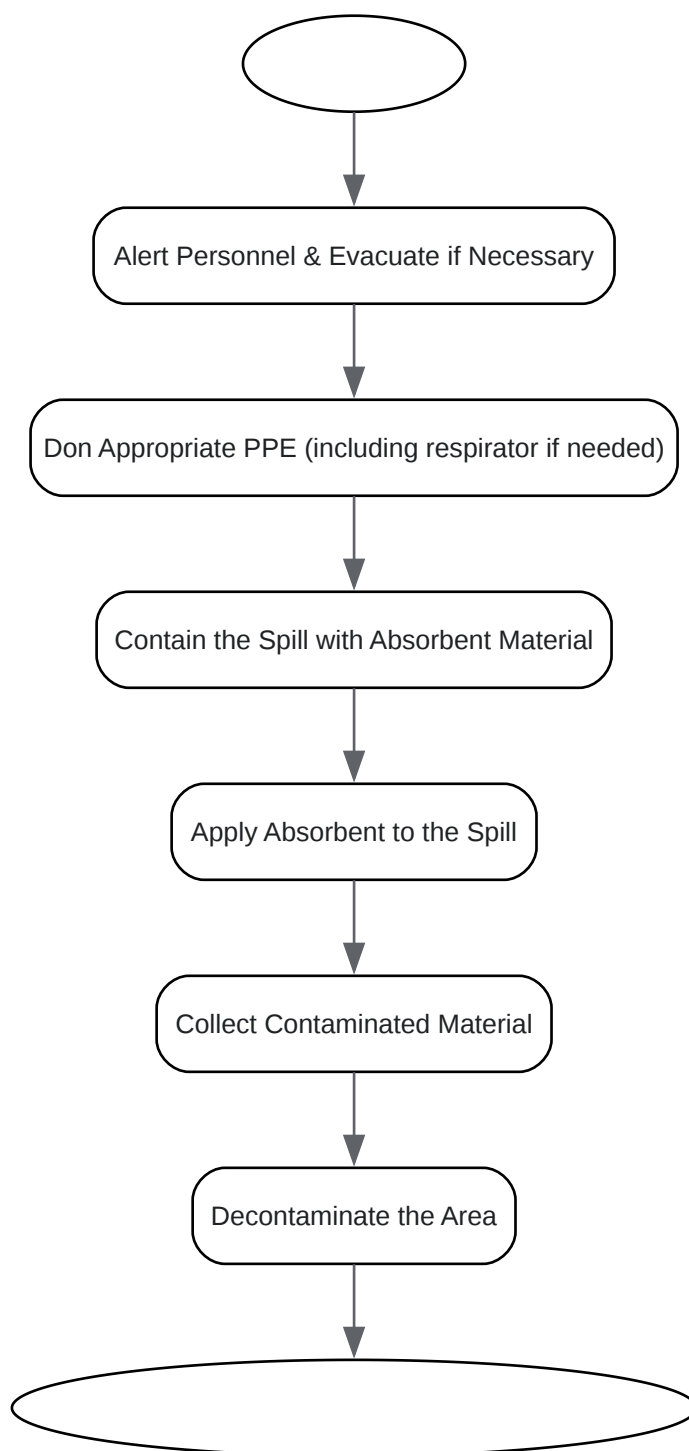 Alert Personnel & Evacuate if Necessary
Don Appropriate PPE (including respirator if needed)
Contain the Spill with Absorbent Material
Apply Absorbent to the Spill
Collect Contaminated Material
Decontaminate the Area